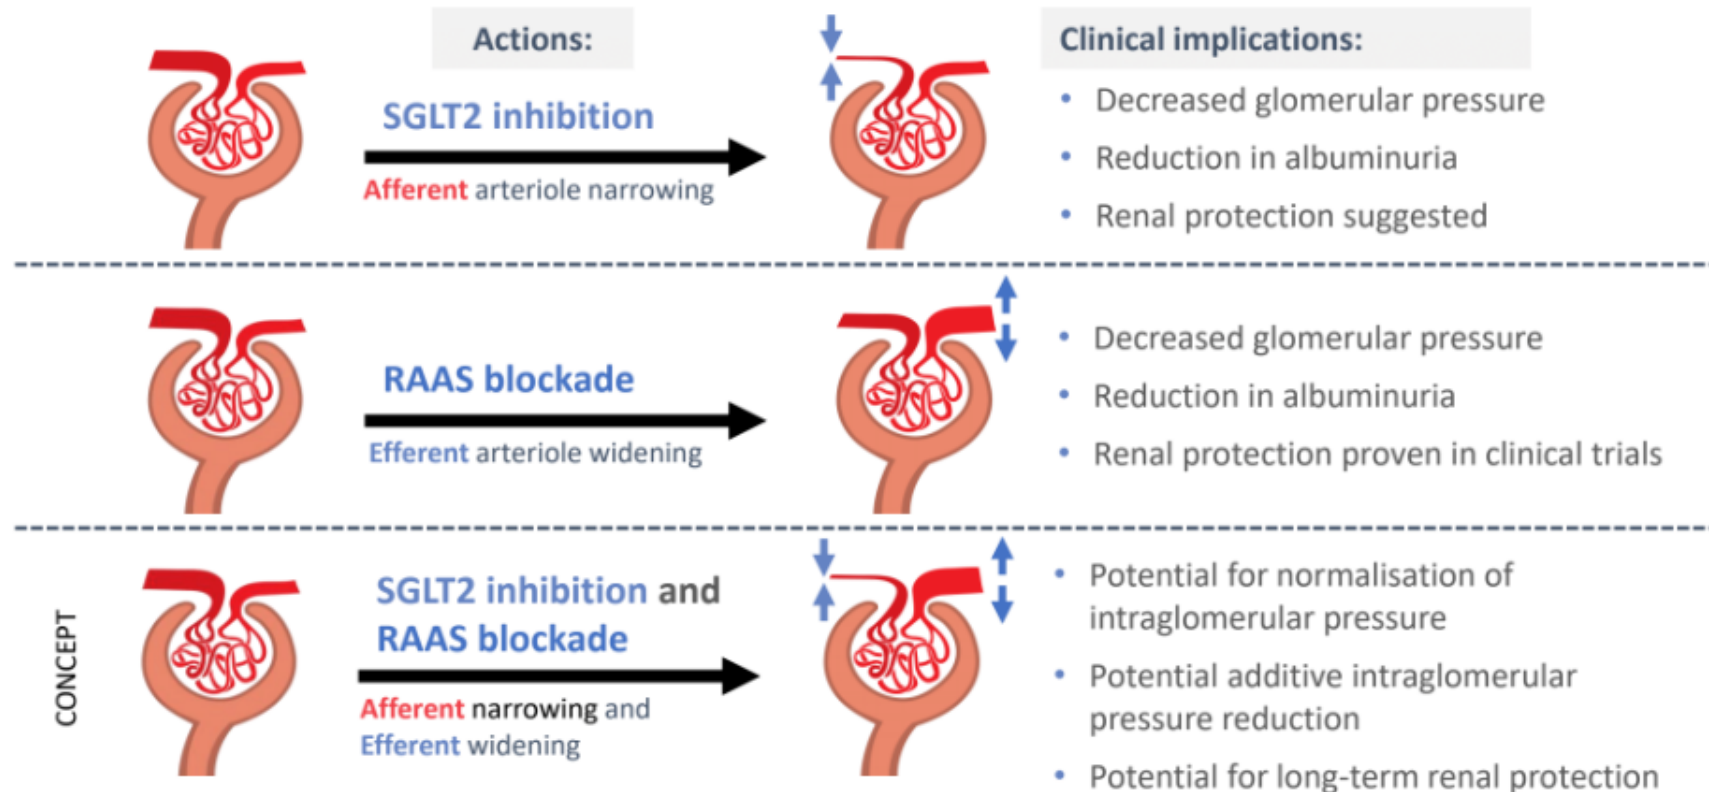 Actions:
Clinical implications:
SGLT2 inhibition
Afferent arteriole narrowing
• Decreased glomerular pressure
• Reduction in albuminuria
• Renal protection suggested
RAAS blockade
Efferent arteriole widening
• Decreased glomerular pressure
• Reduction in albuminuria
• Renal protection proven in clinical trials
CONCEPT
SGLT2 inhibition and
RAAS blockade
Afferent narrowing and
Efferent widening
• Potential for normalisation of
intraglomerular pressure
• Potential additive intraglomerular
pressure reduction
• Potential for long-term renal protection